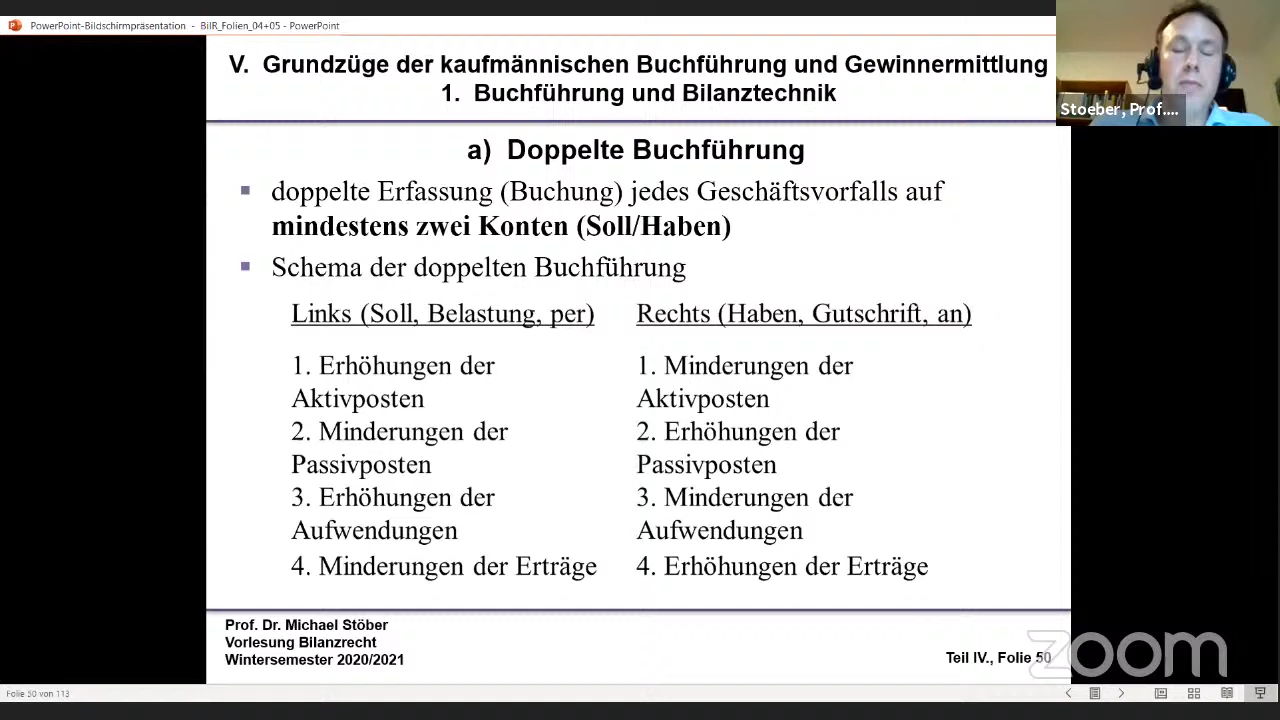 PowerPoint-Bildschirmpräsentation - BilR_Folien_04+05 - PowerPoint
Stoeber, Prof....
V. Grundzüge der kaufmännischen Buchführung und Gewinnermittlung
1. Buchführung und Bilanztechnik
a) Doppelte Buchführung
doppelte Erfassung (Buchung) jedes Geschäftsvorfalls auf
mindestens zwei Konten (Soll/Haben)
Schema der doppelten Buchführung
Links (Soll, Belastung, per)
1. Erhöhungen der
Aktivposten
2. Minderungen der
Passivposten
3. Erhöhungen der
Aufwendungen
4. Minderungen der Erträge
Rechts (Haben, Gutschrift, an)
1. Minderungen der
Aktivposten
2. Erhöhungen der
Passivposten
3. Minderungen der
Aufwendungen
4. Erhöhungen der Erträge
Prof. Dr. Michael Stöber
Vorlesung Bilanzrecht
Wintersemester 2020/2021
Teil IV., Folie 50
zoom
Folie 50 von 113